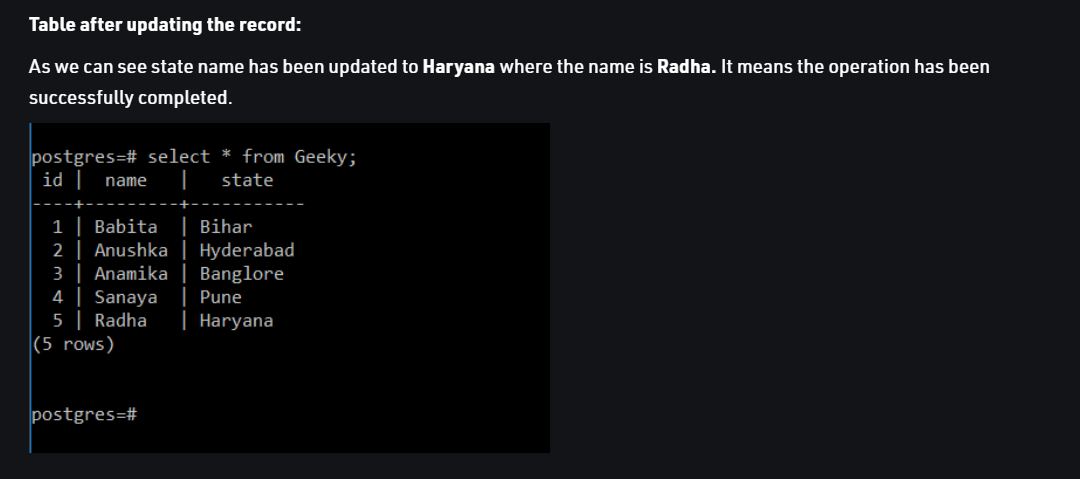 Table after updating the record:
As we can see state name has been updated to Haryana where the name is Radha. It means the operation has been
successfully completed.
postgres=# select * from Geeky;
 id |  name   |   state
----+---------+-----------
  1 | Babita  | Bihar
  2 | Anushka | Hyderabad
  3 | Anamika | Banglore
  4 | Sanaya  | Pune
  5 | Radha   | Haryana
(5 rows)
postgres=#